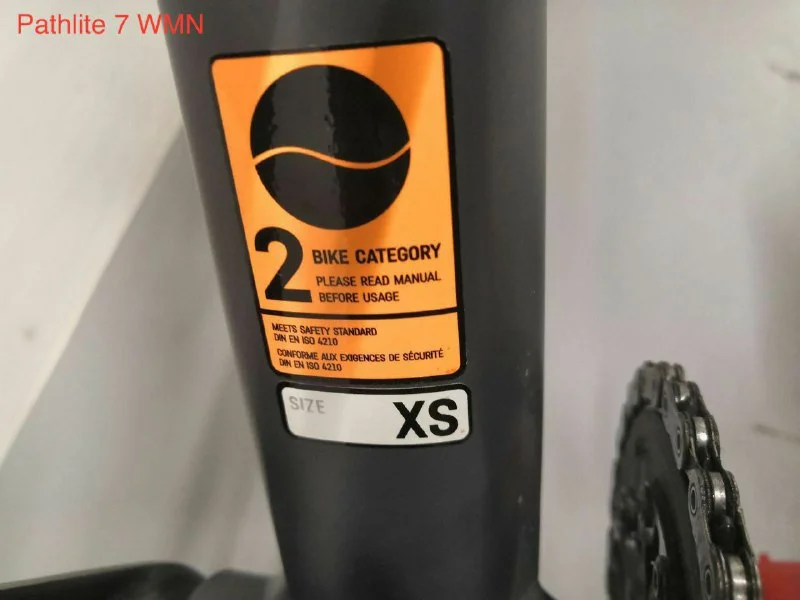 Pathlite 7 WMN
2 BIKE CATEGORY
PLEASE READ MANUAL
BEFORE USAGE
MEETS SAFETY STANDARD
DIN EN ISO 4210
CONFORME AUX EXIGENCES DE SÉCURITÉ
DIN EN ISO 4210
SIZE XS